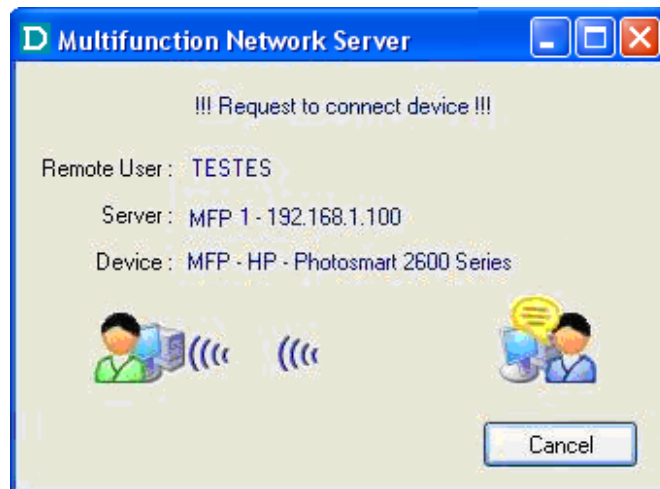 D Multifunction Network Server
!!! Request to connect device !!!
Remote User : TESTES
Server : MFP 1 - 192.168.1.100
Device : MFP - HP - Photosmart 2600 Series
Cancel